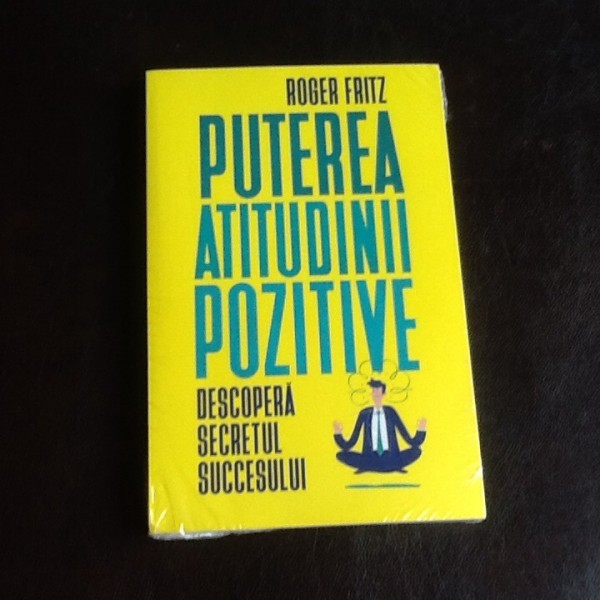 ROGER FRITZ
PUTEREA
ATITUDINII
POZITIVE
DESCOPERĂ
SECRETUL
SUCCESULUI